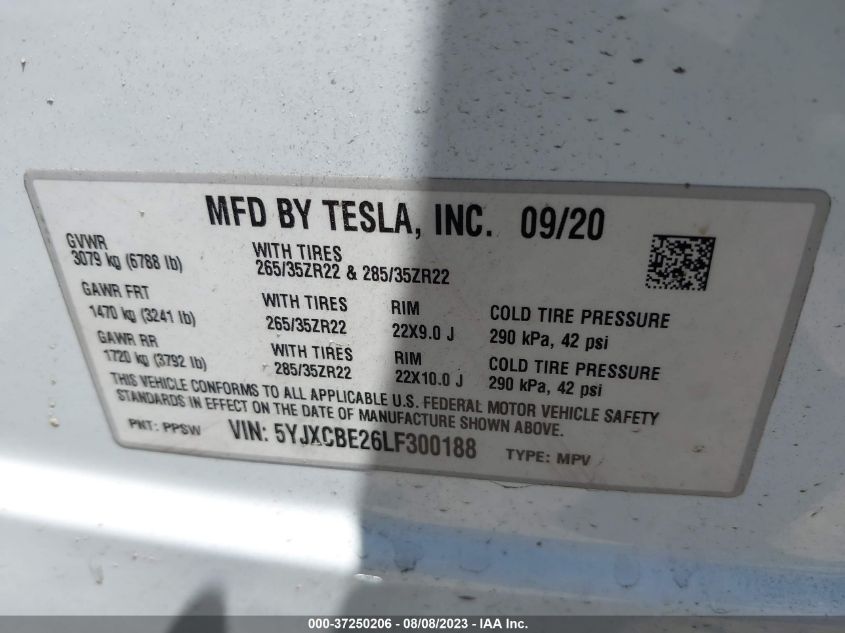 MFD BY TESLA, INC. 09/20
GVWR
3079 kg (6788 lb)
WITH TIRES
265/35ZR22 & 285/35ZR22
GAWR FRT
1470 kg (3241 lb)
WITH TIRES
265/35ZR22
RIM
22X9.0 J
COLD TIRE PRESSURE
290 kPa, 42 psi
GAWR RR
1720 kg (3792 lb)
WITH TIRES
285/35ZR22
RIM
22X10.0 J
COLD TIRE PRESSURE
290 kPa, 42 psi
THIS VEHICLE CONFORMS TO ALL APPLICABLE U.S. FEDERAL MOTOR VEHICLE SAFETY
STANDARDS IN EFFECT ON THE DATE OF MANUFACTURE SHOWN ABOVE.
PNT: PPSW VIN: 5YJXCBE26LF300188 TYPE: MPV
000-37250206 - 08/08/2023 - IAA Inc.